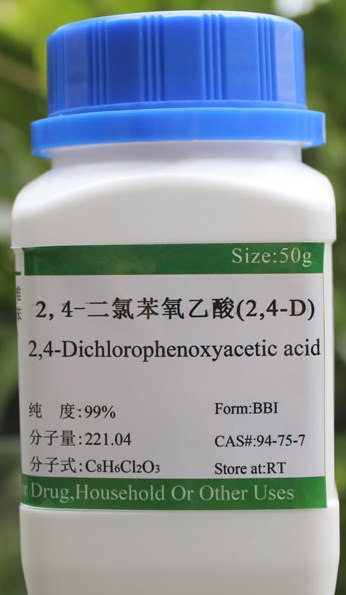 Size:50g
2,4-二氯苯氧乙酸(2,4-D)
2,4-Dichlorophenoxyacetic acid
纯 度:99%
Form:BBI
分子量:221.04
CAS#:94-75-7
分子式:C8H6Cl2O3
Store at:RT
Drug,Household Or Other Uses